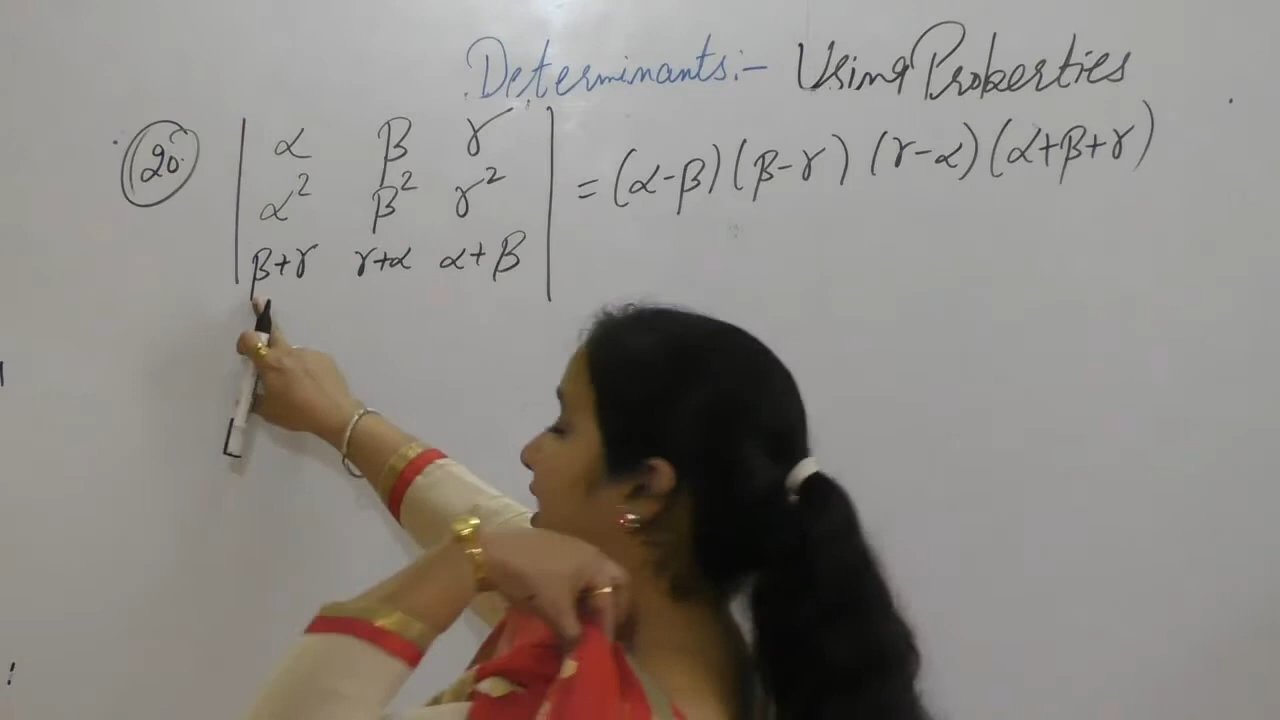 Determinants:- Using Properties
20. | α β γ | = (α-β)(β-γ)(γ-α)(α+β+γ)
| α² β² γ² |
| β+γ γ+α α+β |